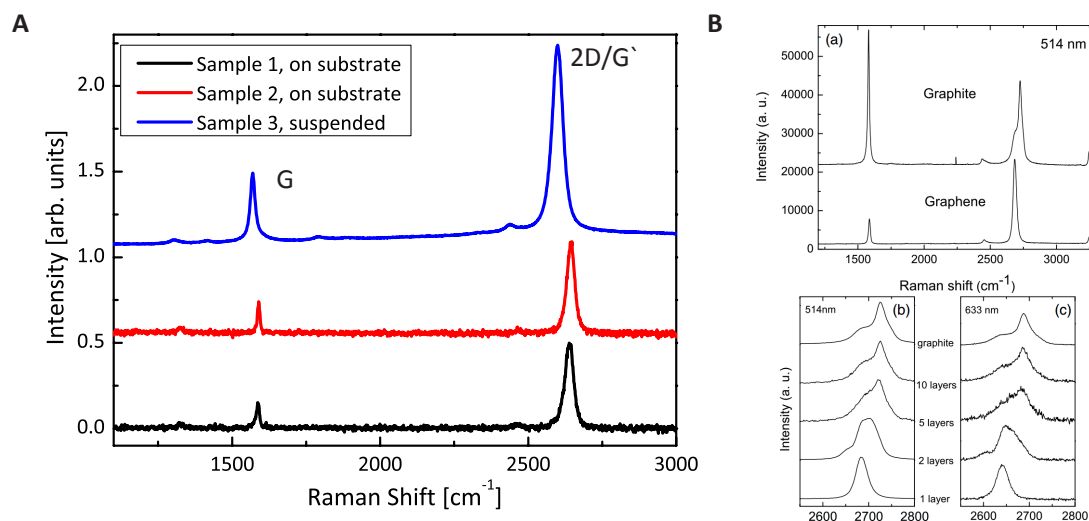 A
Sample 1, on substrate
Sample 2, on substrate
Sample 3, suspended
2D/G`
G
2.0
1.5
1.0
0.5
0.0
Intensity [arb. units]
1500 2000 2500 3000
Raman Shift [cm⁻¹]
B
(a)
514 nm
Graphite
Graphene
50000
40000
30000
20000
10000
0
Intensity (a. u.)
1500 2000 2500 3000
Raman shift (cm⁻¹)
514nm (b)
633 nm (c)
graphite
10 layers
5 layers
2 layers
1 layer
Intensity (a. u.)
2600 2700 2800
2600 2700 2800